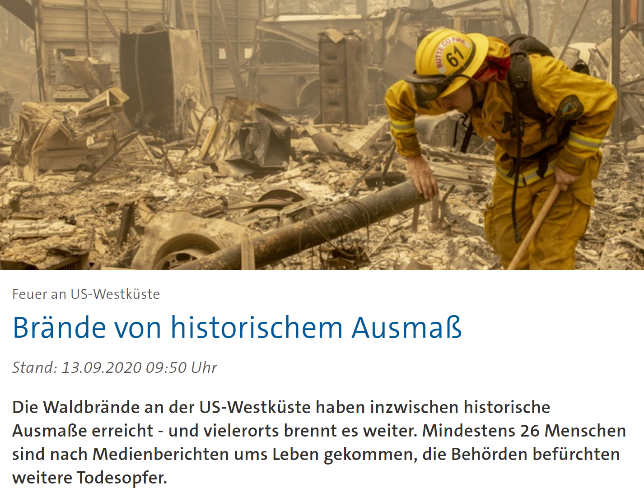 BUTTE CO FIRE
61
Feuer an US-Westküste
Brände von historischem Ausmaß
Stand: 13.09.2020 09:50 Uhr
Die Waldbrände an der US-Westküste haben inzwischen historische
Ausmaße erreicht - und vielerorts brennt es weiter. Mindestens 26 Menschen
sind nach Medienberichten ums Leben gekommen, die Behörden befürchten
weitere Todesopfer.